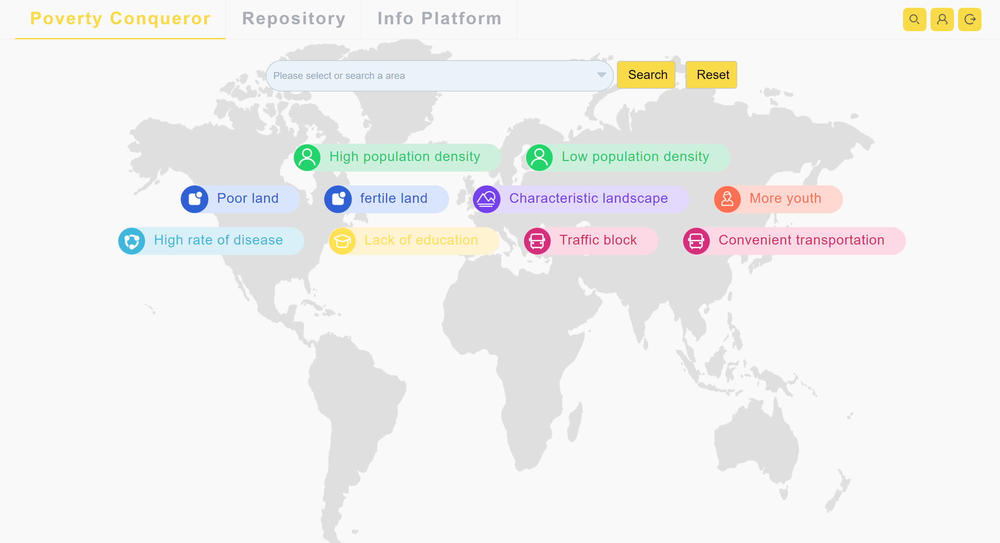 Poverty Conqueror Repository Info Platform
Please select or search a area Search Reset
High population density Low population density
Poor land fertile land Characteristic landscape More youth
High rate of disease Lack of education Traffic block Convenient transportation